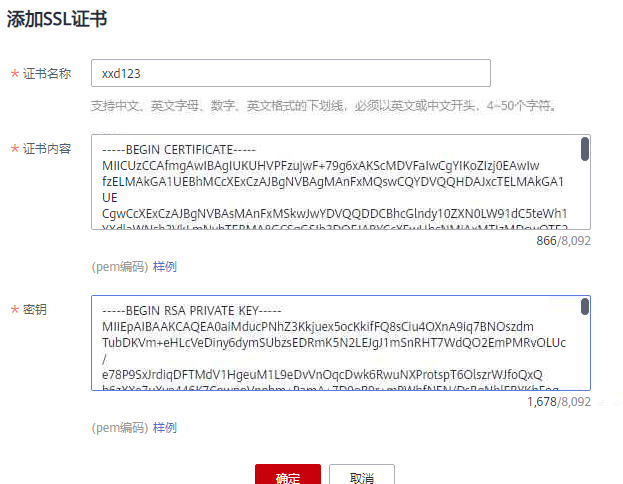 添加SSL证书
* 证书名称
xxd123
支持中文、英文字母、数字、英文格式的下划线，必须以英文或中文开头，4~50个字符。
* 证书内容
-----BEGIN CERTIFICATE-----
MIICUzCCAfmgAwIBAgIUKUHVPFzuJwF+79g6xAKScMDVFaIwCgYIKoZIzj0EAwIw
fzELMAkGA1UEBhMCcXExCzAJBgNVBAgMAnFxMQswCQYDVQQHDAJxcTELMAkGA1
UE
CgwCcXExCzAJBgNVBAsMAnFxMSkwJwYDVQQDDCBhcGlndy10ZXN0LW91dC5teWh1
866/8,092
(pem编码) 样例
* 密钥
-----BEGIN RSA PRIVATE KEY-----
MIIEpAIBAAKCAQEA0aiMducPNhZ3Kkjuex5ocKkifFQ8sCiu4OXnA9iq7BNOszdm
TubDKVm+eHLcVeDiny6dymSUbzsEDRmK5N2LEJgJ1mSnRHT7WdQO2EmPMRvOLUc
/
e78P9SxJrdiqDFTMdV1HgeuM1L9eDvVnOqcDwk6RwuNXProtspT6OlszrWJfoQxQ
1,678/8,092
(pem编码) 样例
确定 取消